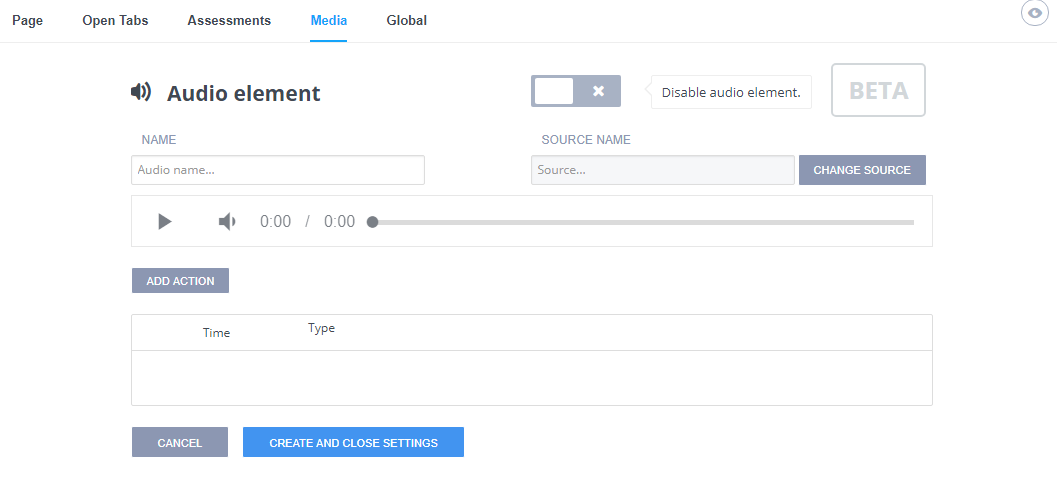 Page Open Tabs Assessments Media Global
Audio element Disable audio element. BETA
NAME SOURCE NAME
Audio name... Source... CHANGE SOURCE
0:00 / 0:00
ADD ACTION
Time Type
CANCEL CREATE AND CLOSE SETTINGS